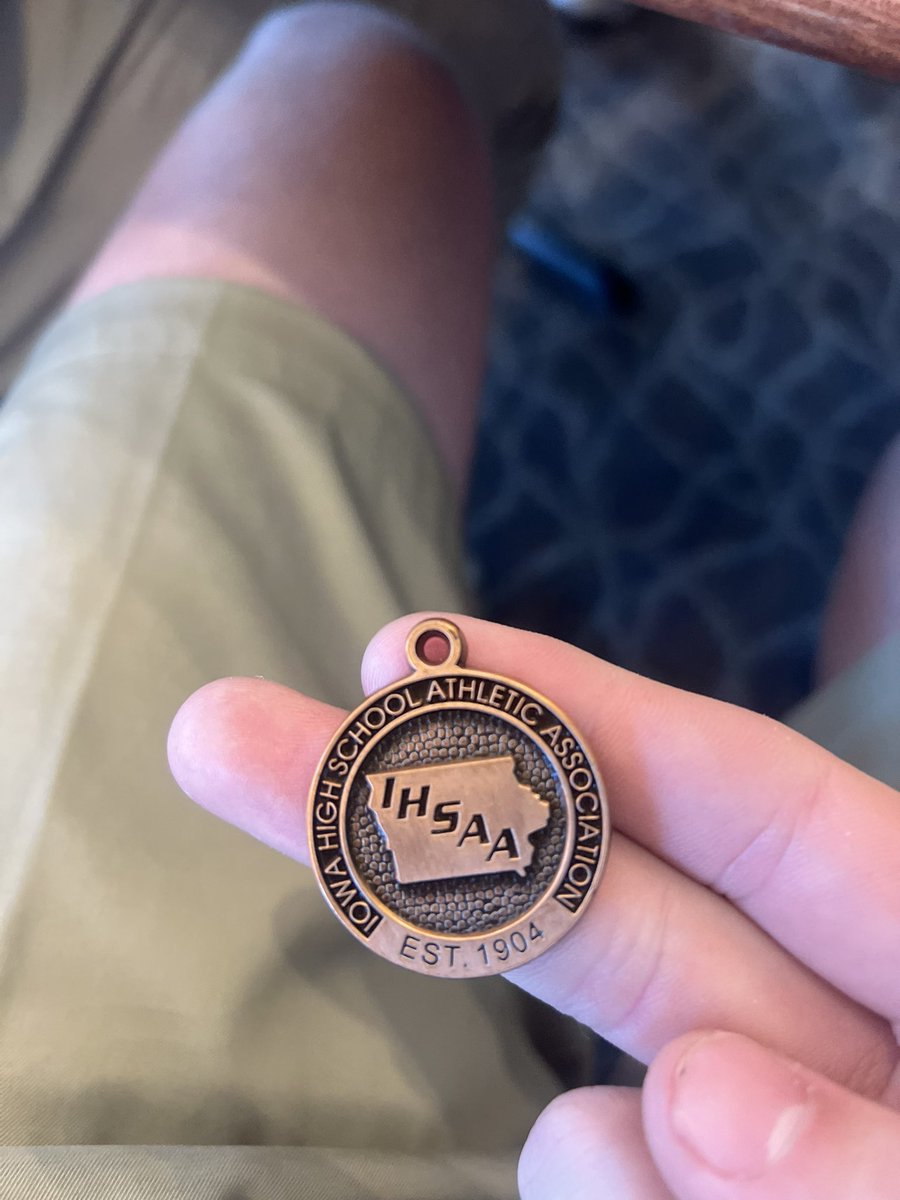 IOWA HIGH SCHOOL ATHLETIC ASSOCIATION
IHSAA
EST. 1904